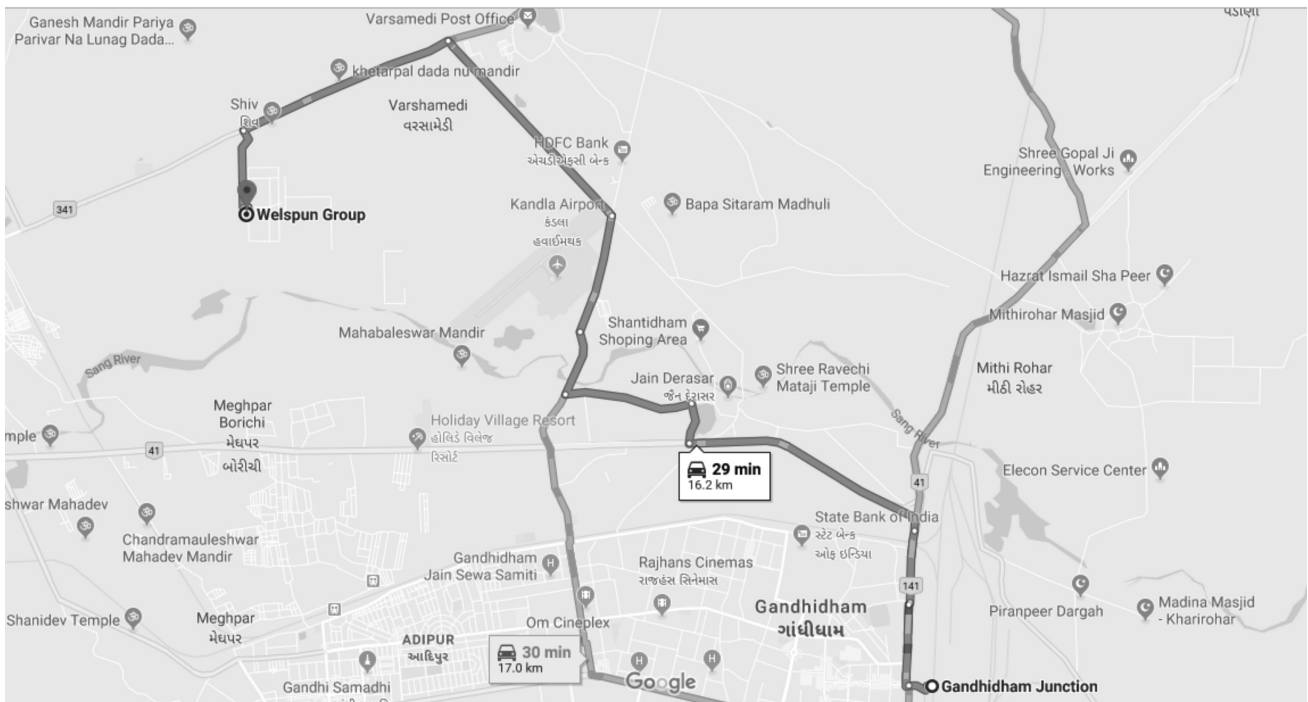 Ganesh Mandir Pariya
Parivar Na Lunag Dada...
Varsamedi Post Office
khetarpal dada nu mandir
Shiv
શિવ
Varshamedi
વરસામેડી
HDFC Bank
એચડીએફસી બેન્ક
Shree Gopal Ji
Engineering Works
341
Welspun Group
Kandla Airport
કંડલા
હવાઈમથક
Bapa Sitaram Madhuli
Hazrat Ismail Sha Peer
Mithirohar Masjid
Shantidham
Shoping Area
Mahabaleswar Mandir
Sang River
Jain Derasar
જૈન દેરાસર
Shree Ravechi
Mataji Temple
Mithi Rohar
મીઠી રોહર
Meghpar
Borichi
મેઘપર
બોરીચી
Holiday Village Resort
હોલિડે વિલેજ
રિસોર્ટ
Sang River
mple
41
29 min
16.2 km
41
Elecon Service Center
shwar Mahadev
Chandramauleshwar
Mahadev Mandir
State Bank of India
સ્ટેટ બેન્ક
ઓફ ઇન્ડિયા
Gandhidham
Jain Sewa Samiti
Rajhans Cinemas
રાજહંસ સિનેમાસ
141
Piranpeer Dargah
Madina Masjid
- Kharirohar
Shanidev Temple
Meghpar
મેઘપર
ADIPUR
આદિપુર
Om Cineplex
Gandhidham
ગાંધીધામ
30 min
17.0 km
Gandhi Samadhi
Google
Gandhidham Junction